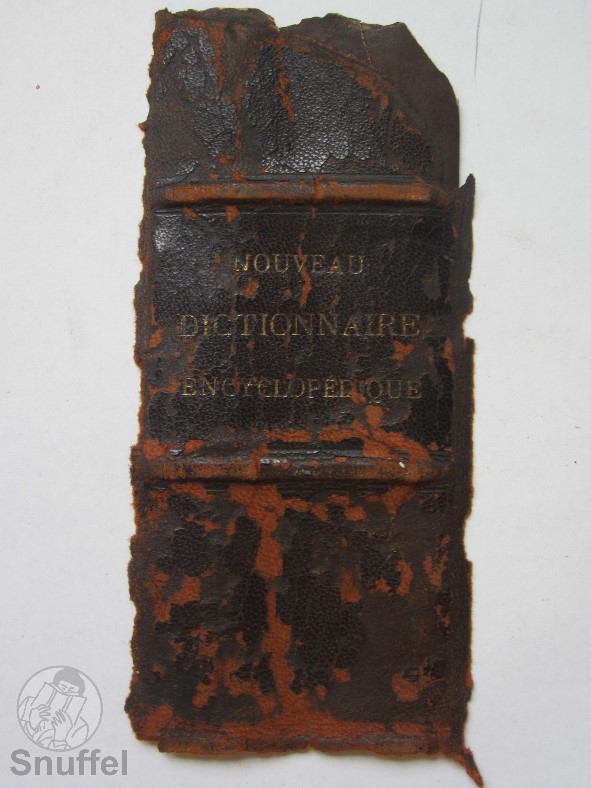 NOUVEAU
DICTIONNAIRE
ENCYCLOPÉDIQUE
Snuffel